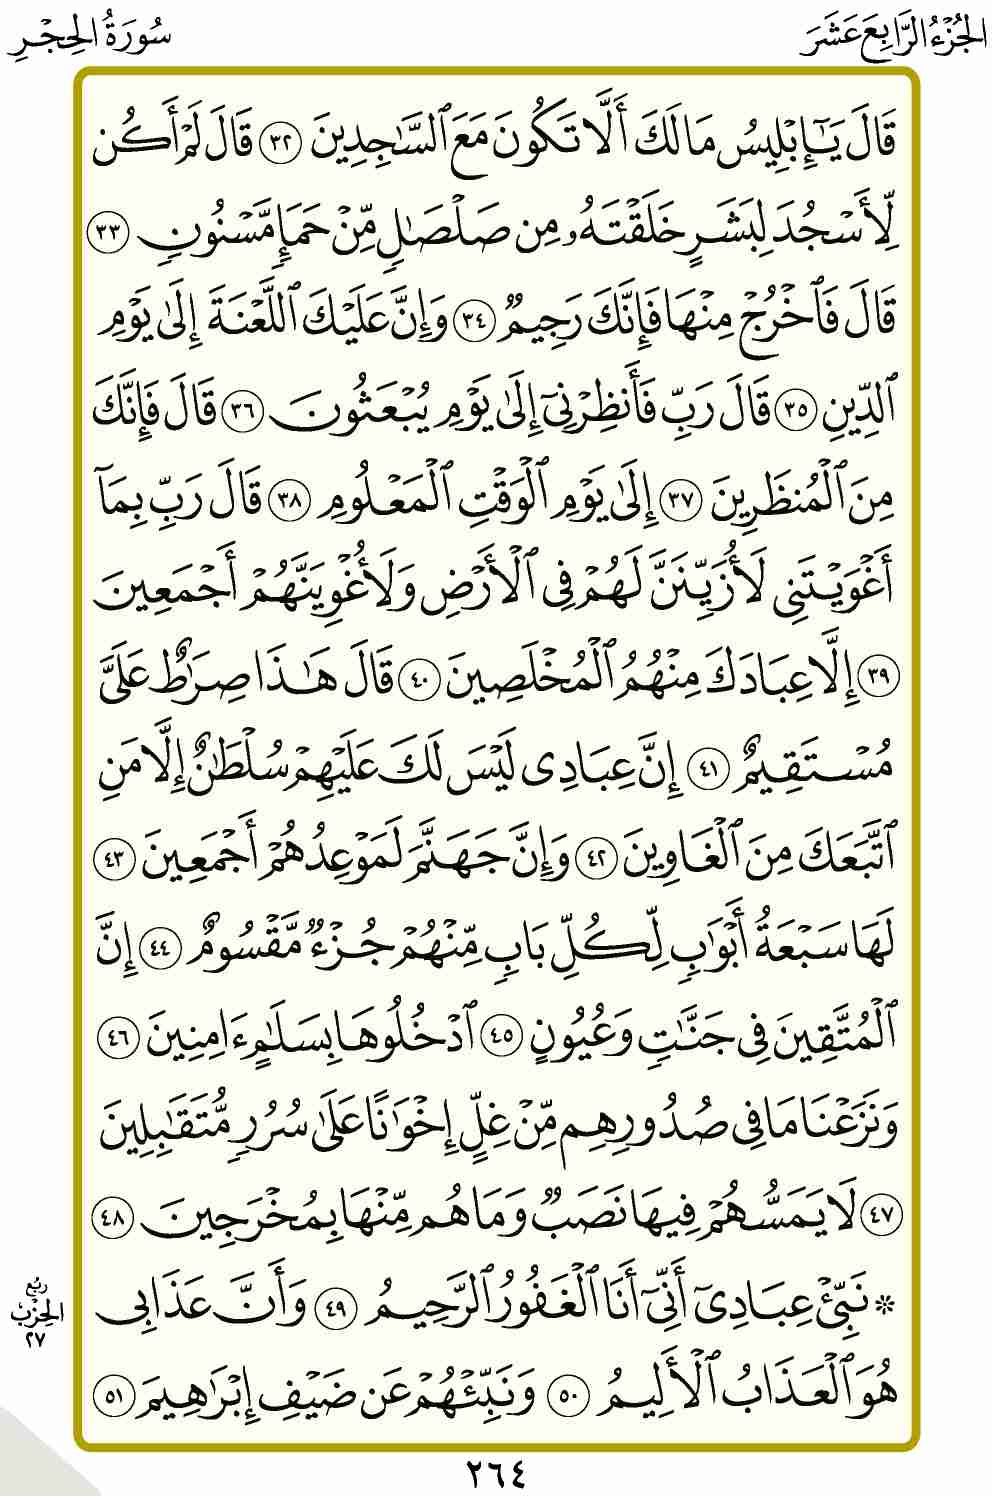 الجُزْءُ الرَّابِعَ عَشَرَ
سُورَةُ الحِجْرِ
قَالَ يَـٰٓإِبْلِيسُ مَا لَكَ أَلَّا تَكُونَ مَعَ ٱلسَّـٰجِدِينَ ٣٢ قَالَ لَمْ أَكُن
لِّأَسْجُدَ لِبَشَرٍ خَلَقْتَهُۥ مِن صَلْصَـٰلٍ مِّنْ حَمَإٍ مَّسْنُونٍ ٣٣
قَالَ فَٱخْرُجْ مِنْهَا فَإِنَّكَ رَجِيمٌ ٣٤ وَإِنَّ عَلَيْكَ ٱللَّعْنَةَ إِلَىٰ يَوْمِ
ٱلدِّينِ ٣٥ قَالَ رَبِّ فَأَنظِرْنِىٓ إِلَىٰ يَوْمِ يُبْعَثُونَ ٣٦ قَالَ فَإِنَّكَ
مِنَ ٱلْمُنظَرِينَ ٣٧ إِلَىٰ يَوْمِ ٱلْوَقْتِ ٱلْمَعْلُومِ ٣٨ قَالَ رَبِّ بِمَآ
أَغْوَيْتَنِى لَأُزَيِّنَنَّ لَهُمْ فِى ٱلْأَرْضِ وَلَأُغْوِيَنَّهُمْ أَجْمَعِينَ
٣٩ إِلَّا عِبَادَكَ مِنْهُمُ ٱلْمُخْلَصِينَ ٤٠ قَالَ هَـٰذَا صِرَٰطٌ عَلَىَّ
مُسْتَقِيمٌ ٤١ إِنَّ عِبَادِى لَيْسَ لَكَ عَلَيْهِمْ سُلْطَـٰنٌ إِلَّا مَنِ
ٱتَّبَعَكَ مِنَ ٱلْغَاوِينَ ٤٢ وَإِنَّ جَهَنَّمَ لَمَوْعِدُهُمْ أَجْمَعِينَ ٤٣
لَهَا سَبْعَةُ أَبْوَٰبٍ لِّكُلِّ بَابٍ مِّنْهُمْ جُزْءٌ مَّقْسُومٌ ٤٤ إِنَّ
ٱلْمُتَّقِينَ فِى جَنَّـٰتٍ وَعُيُونٍ ٤٥ ٱدْخُلُوهَا بِسَلَـٰمٍ ءَامِنِينَ ٤٦
وَنَزَعْنَا مَا فِى صُدُورِهِم مِّنْ غِلٍّ إِخْوَٰنًا عَلَىٰ سُرُرٍ مُّتَقَـٰبِلِينَ
٤٧ لَا يَمَسُّهُمْ فِيهَا نَصَبٌ وَمَا هُم مِّنْهَا بِمُخْرَجِينَ ٤٨
۞ نَبِّئْ عِبَادِىٓ أَنِّىٓ أَنَا ٱلْغَفُورُ ٱلرَّحِيمُ ٤٩ وَأَنَّ عَذَابِى
هُوَ ٱلْعَذَابُ ٱلْأَلِيمُ ٥٠ وَنَبِّئْهُمْ عَن ضَيْفِ إِبْرَٰهِيمَ ٥١
رُبُع
الحِزْب
٢٧
٢٦٤